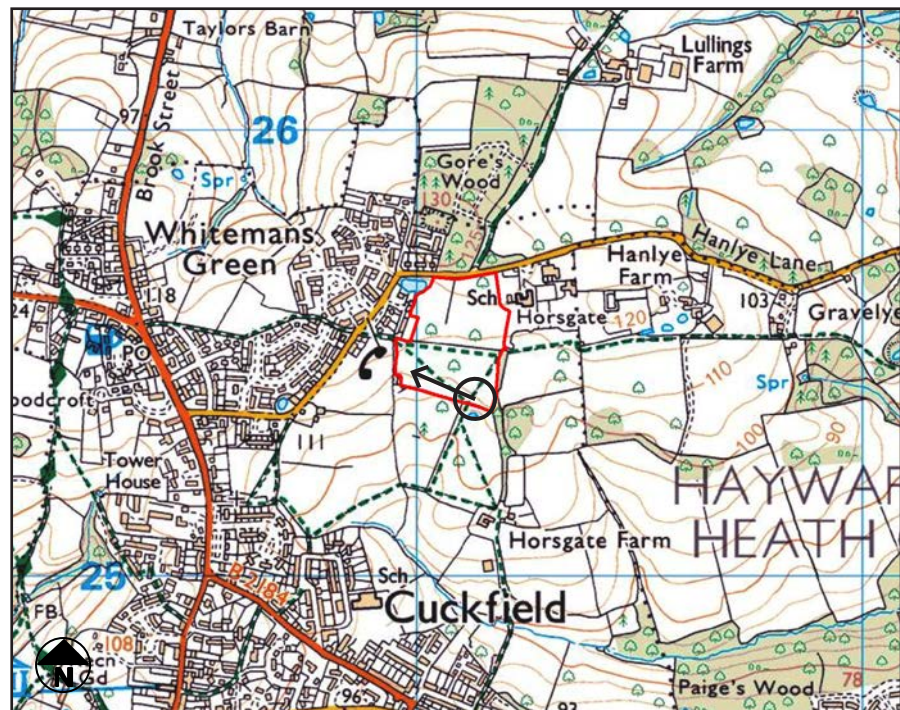 Taylors Barn
Lullings
Farm
97
Brook Street
26
Spr
Gore's
Wood
130
125
Whitemans
Green
Hanlye
Farm
Hanlye Lane
Sch
Horsgate
120
103
118
24
PO
Gravelye
Spr
110
100
90
111
Tower
House
HAYWAR
HEATH
Horsgate Farm
25
B2184
Sch
Cuckfield
FB
108
N
96
92
Paige's Wood
78